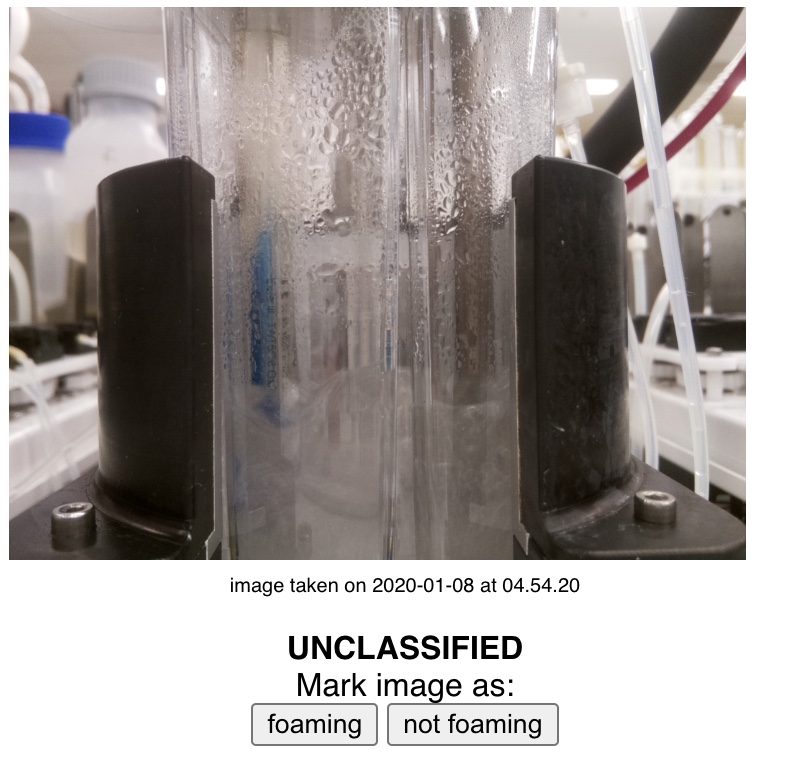 image taken on 2020-01-08 at 04.54.20
UNCLASSIFIED
Mark image as:
foaming not foaming